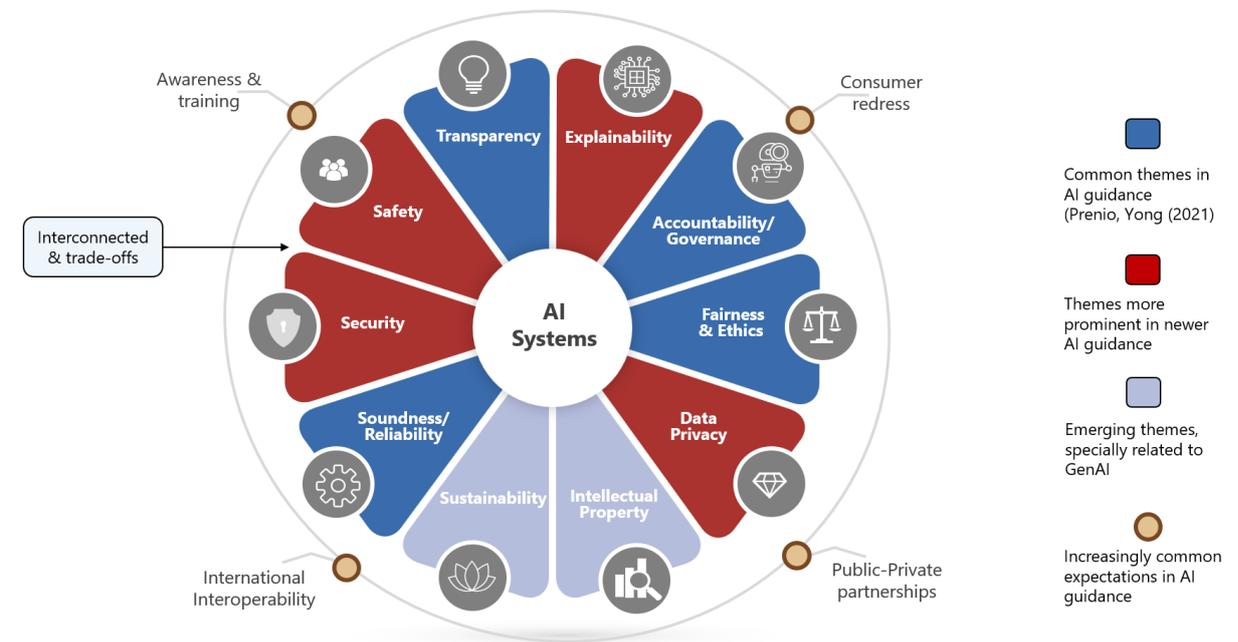 Awareness &
training
Consumer
redress
Transparency
Explainability
Safety
Accountability/
Governance
Interconnected
& trade-offs
Security
AI
Systems
Fairness
& Ethics
Soundness/
Reliability
Data
Privacy
Sustainability
Intellectual
Property
International
Interoperability
Public-Private
partnerships
Common themes in
AI guidance
(Prenio, Yong (2021)
Themes more
prominent in newer
AI guidance
Emerging themes,
specially related to
GenAI
Increasingly common
expectations in AI
guidance